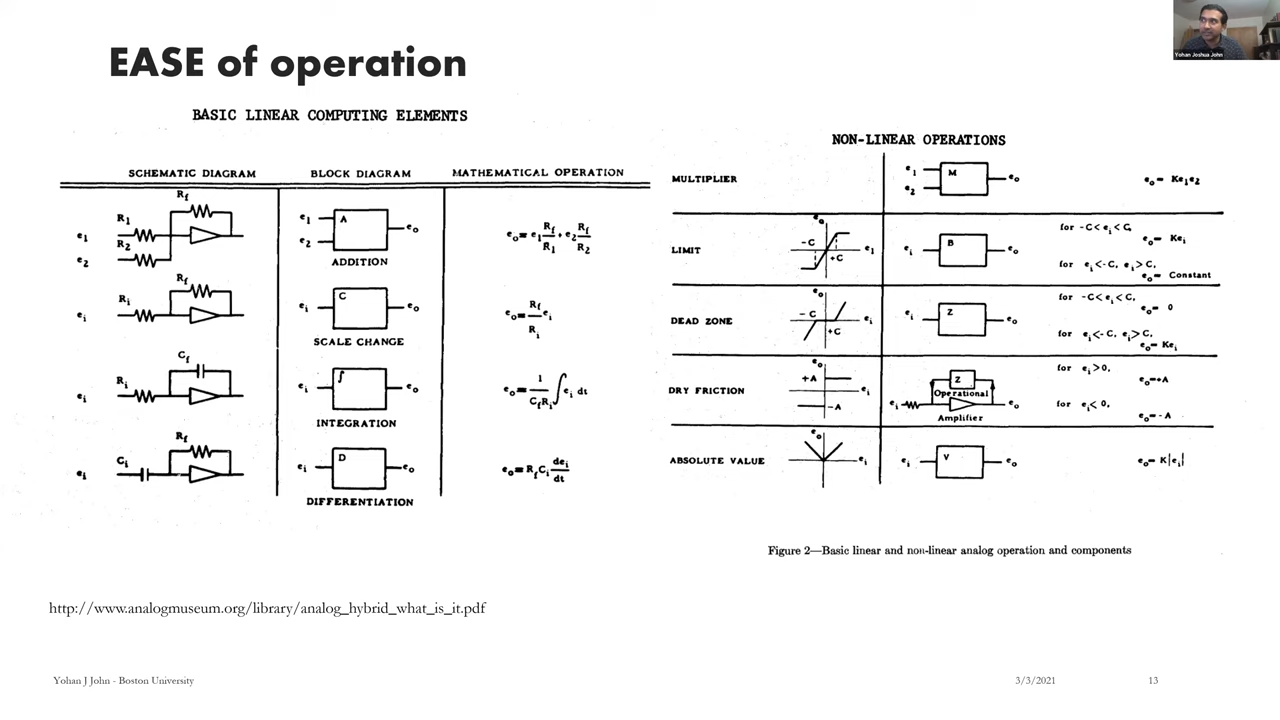 EASE of operation
Yohan Joshua John
BASIC LINEAR COMPUTING ELEMENTS
SCHEMATIC DIAGRAM BLOCK DIAGRAM MATHEMATICAL OPERATION
R1 Rf
e1
R2
e2
e1 A
e2 eo
ADDITION
eo= e1 Rf/R1 + e2 Rf/R2
Rf
Ri
ei
ei C eo
SCALE CHANGE
eo= Rf/Ri ei
Cf
Ri
ei
ei ∫ eo
INTEGRATION
eo= 1/CfRi ∫ ei dt
Rf
Ci
ei
ei D eo
DIFFERENTIATION
eo= RfCi dei/dt
NON-LINEAR OPERATIONS
MULTIPLIER
e1 M eo
e2
eo= Ke1e2
LIMIT
eo
-C +C e1
ei B eo
for -C<ei<C,
eo= Kei
for ei<-C, ei>C,
eo= Constant
DEAD ZONE
eo
-C +C ei
ei Z eo
for -C<ei<C,
eo= 0
for ei<-C, ei>C,
eo= Kei
DRY FRICTION
eo
+A ei
-A
Z
Operational
ei eo
Amplifier
for ei>0,
eo=+A
for ei<0,
eo=-A
ABSOLUTE VALUE
eo
ei
ei V eo
eo= K|ei|
Figure 2—Basic linear and non-linear analog operation and components
http://www.analogmuseum.org/library/analog_hybrid_what_is_it.pdf
Yohan J John - Boston University 3/3/2021 13